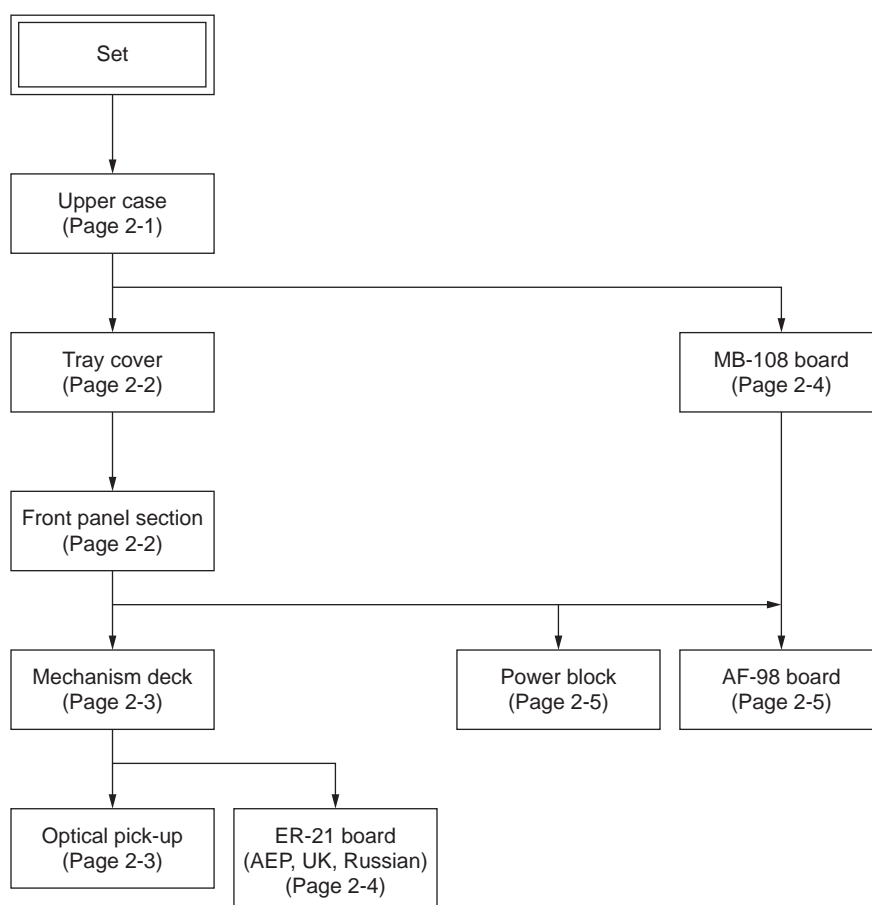 Set
Upper case
(Page 2-1)
Tray cover
(Page 2-2)
MB-108 board
(Page 2-4)
Front panel section
(Page 2-2)
Mechanism deck
(Page 2-3)
Power block
(Page 2-5)
AF-98 board
(Page 2-5)
Optical pick-up
(Page 2-3)
ER-21 board
(AEP, UK, Russian)
(Page 2-4)